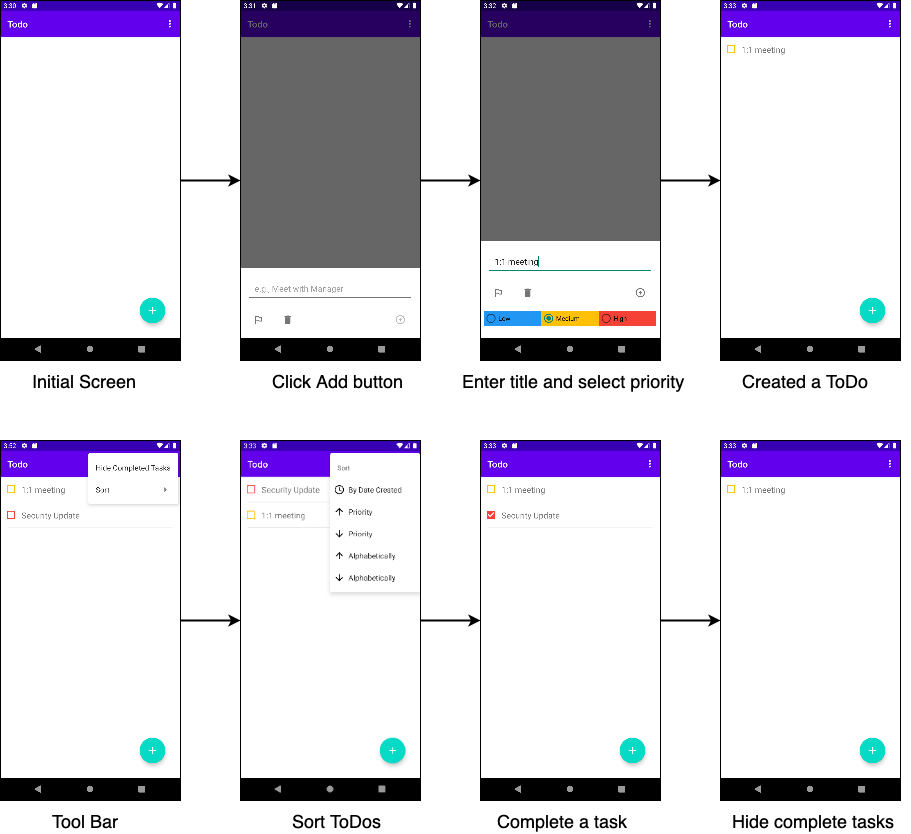 3:30
Todo
Initial Screen
3:31
Todo
e.g., Meet with Manager
Click Add button
3:32
Todo
1:1 meeting
Low
Medium
High
Enter title and select priority
3:33
Todo
1:1 meeting
Created a ToDo
3:52
Todo
Hide Completed Tasks
Sort
1:1 meeting
Security Update
Tool Bar
3:33
Todo
Sort
Security Update
By Date Created
1:1 meeting
Priority
Priority
Alphabetically
Alphabetically
Sort ToDos
3:33
Todo
1:1 meeting
Security Update
Complete a task
3:33
Todo
1:1 meeting
Hide complete tasks